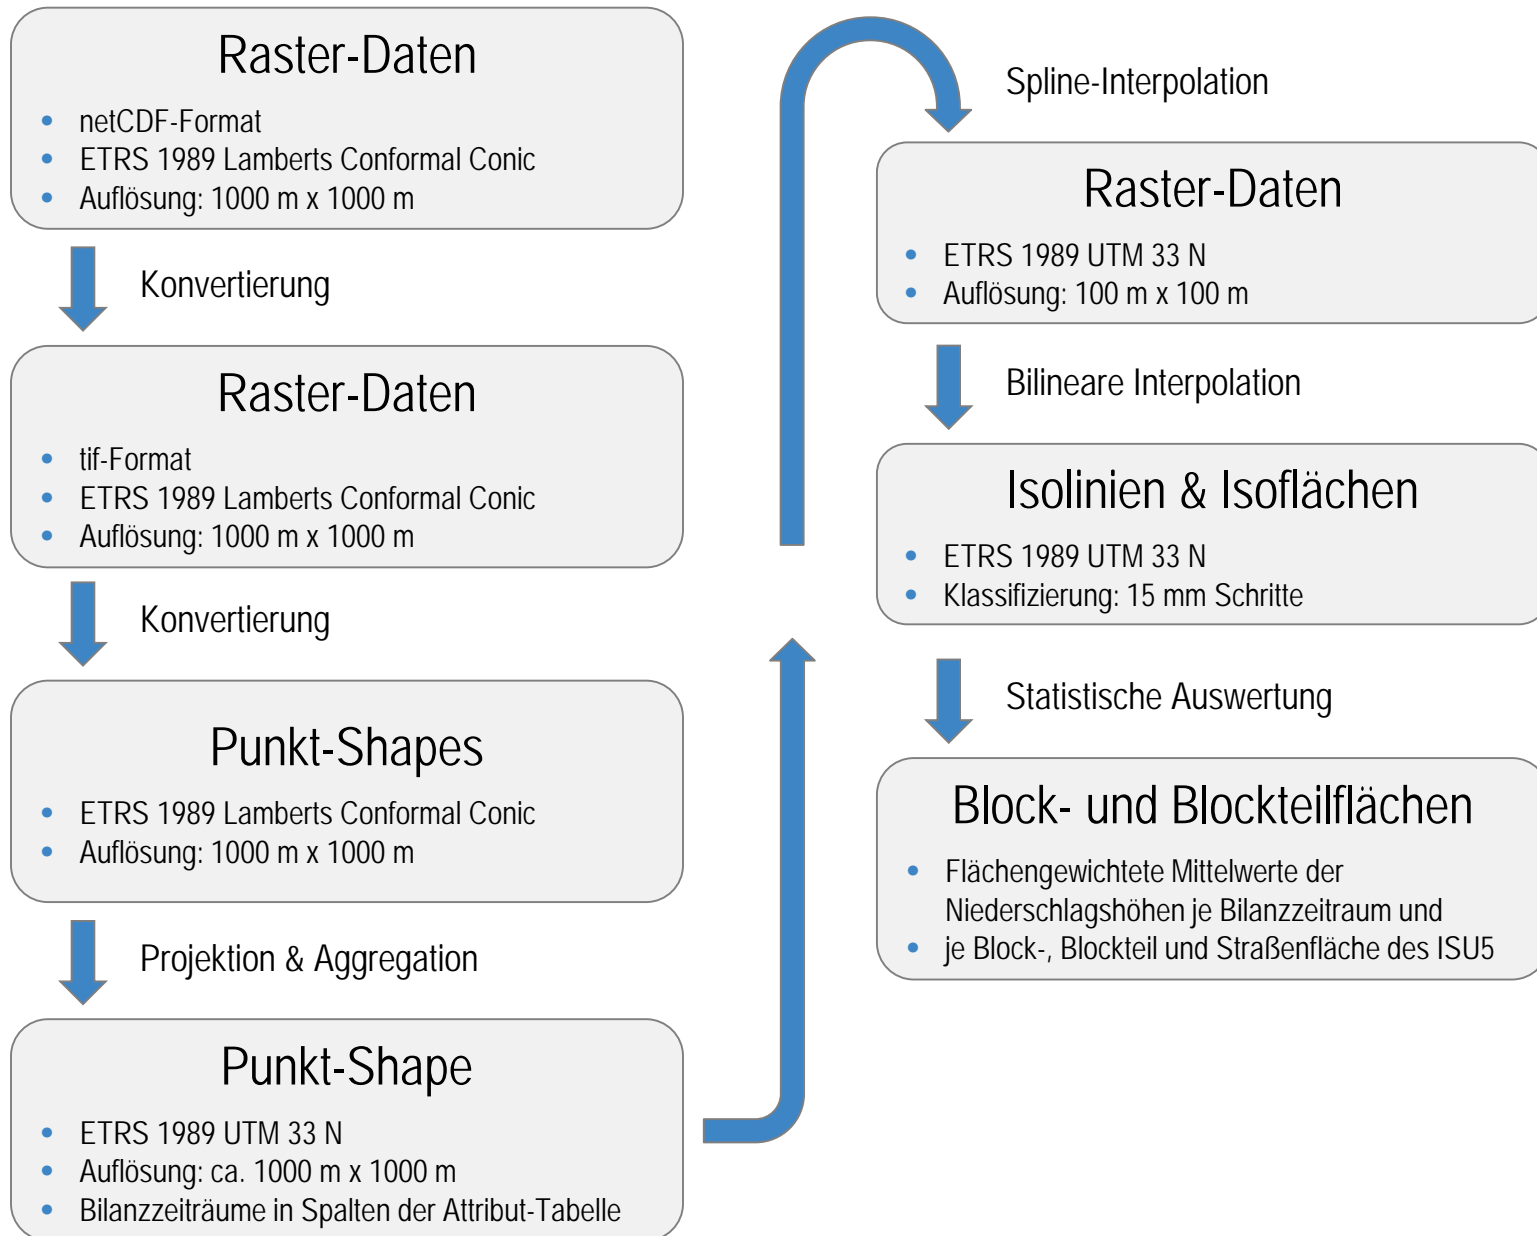 Raster-Daten
• netCDF-Format
• ETRS 1989 Lamberts Conformal Conic
• Auflösung: 1000 m x 1000 m
Konvertierung
Raster-Daten
• tif-Format
• ETRS 1989 Lamberts Conformal Conic
• Auflösung: 1000 m x 1000 m
Konvertierung
Punkt-Shapes
• ETRS 1989 Lamberts Conformal Conic
• Auflösung: 1000 m x 1000 m
Projektion & Aggregation
Punkt-Shape
• ETRS 1989 UTM 33 N
• Auflösung: ca. 1000 m x 1000 m
• Bilanzzeiträume in Spalten der Attribut-Tabelle
Spline-Interpolation
Raster-Daten
• ETRS 1989 UTM 33 N
• Auflösung: 100 m x 100 m
Bilineare Interpolation
Isolinien & Isoflächen
• ETRS 1989 UTM 33 N
• Klassifizierung: 15 mm Schritte
Statistische Auswertung
Block- und Blockteilflächen
• Flächengewichtete Mittelwerte der
Niederschlagshöhen je Bilanzzeitraum und
• je Block-, Blockteil und Straßenfläche des ISU5